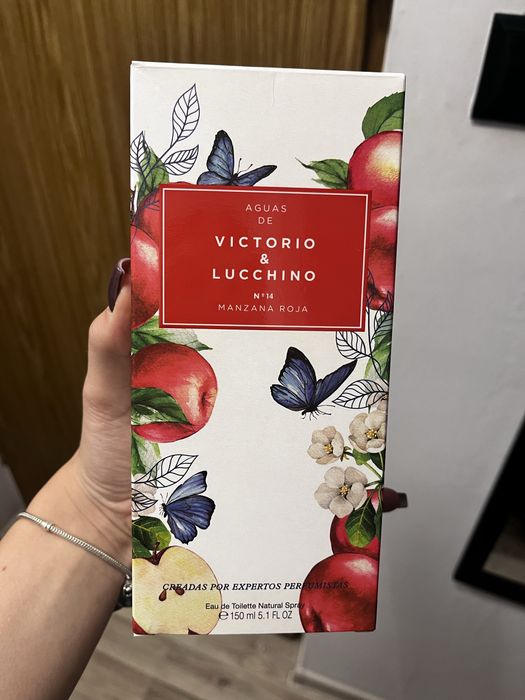 AGUAS
DE
VICTORIO
&
LUCCHINO
Nº14
MANZANA ROJA
CREADAS POR EXPERTOS PERFUMISTAS
Eau de Toilette Natural Spray
℮ 150 ml 5.1 FL OZ